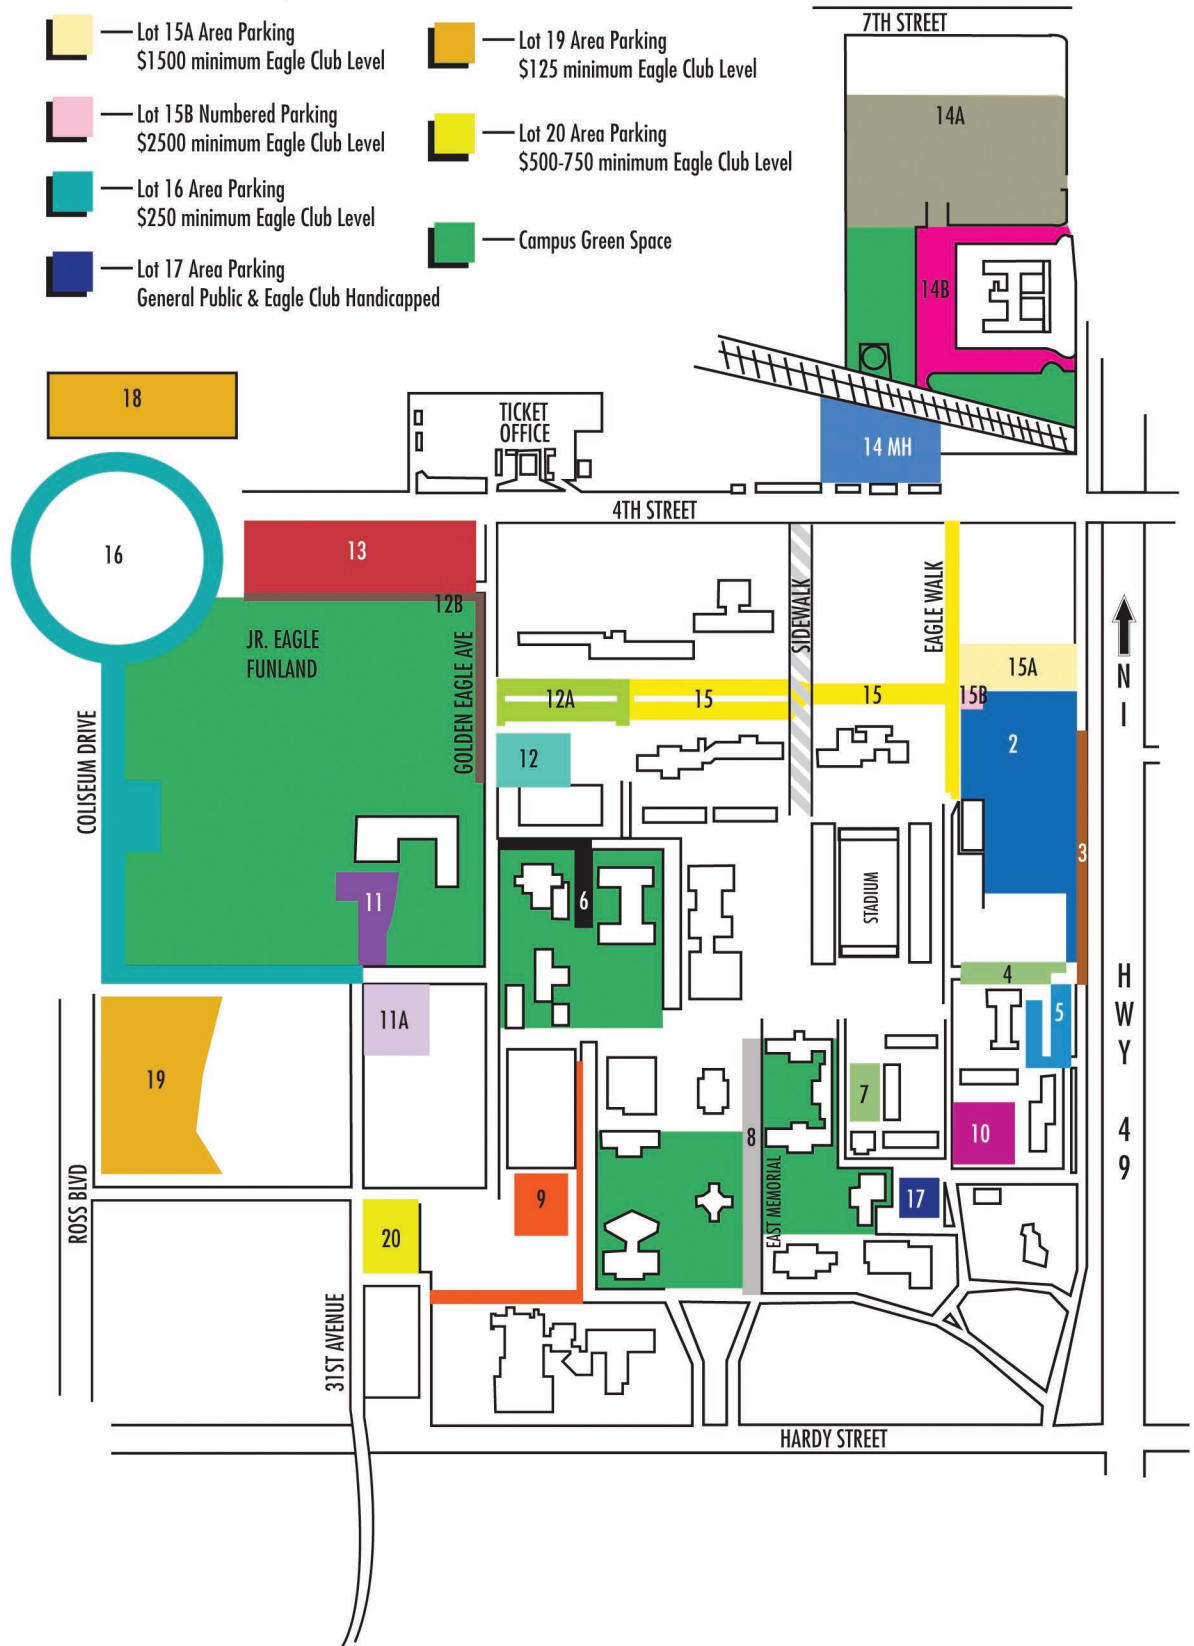 Lot 15A Area Parking
$1500 minimum Eagle Club Level
Lot 15B Numbered Parking
$2500 minimum Eagle Club Level
Lot 16 Area Parking
$250 minimum Eagle Club Level
Lot 17 Area Parking
General Public & Eagle Club Handicapped
Lot 19 Area Parking
$125 minimum Eagle Club Level
Lot 20 Area Parking
$500-750 minimum Eagle Club Level
Campus Green Space
7TH STREET
14A
14B
18
TICKET
OFFICE
14 MH
4TH STREET
16
13
12B
JR. EAGLE
FUNLAND
GOLDEN EAGLE AVE
COLISEUM DRIVE
SIDEWALK
EAGLE WALK
N
15A
15B
12A
15
15
12
2
3
11
6
STADIUM
4
5
HWY 49
11A
19
7
8
10
EAST MEMORIAL
9
17
20
ROSS BLVD
31ST AVENUE
HARDY STREET